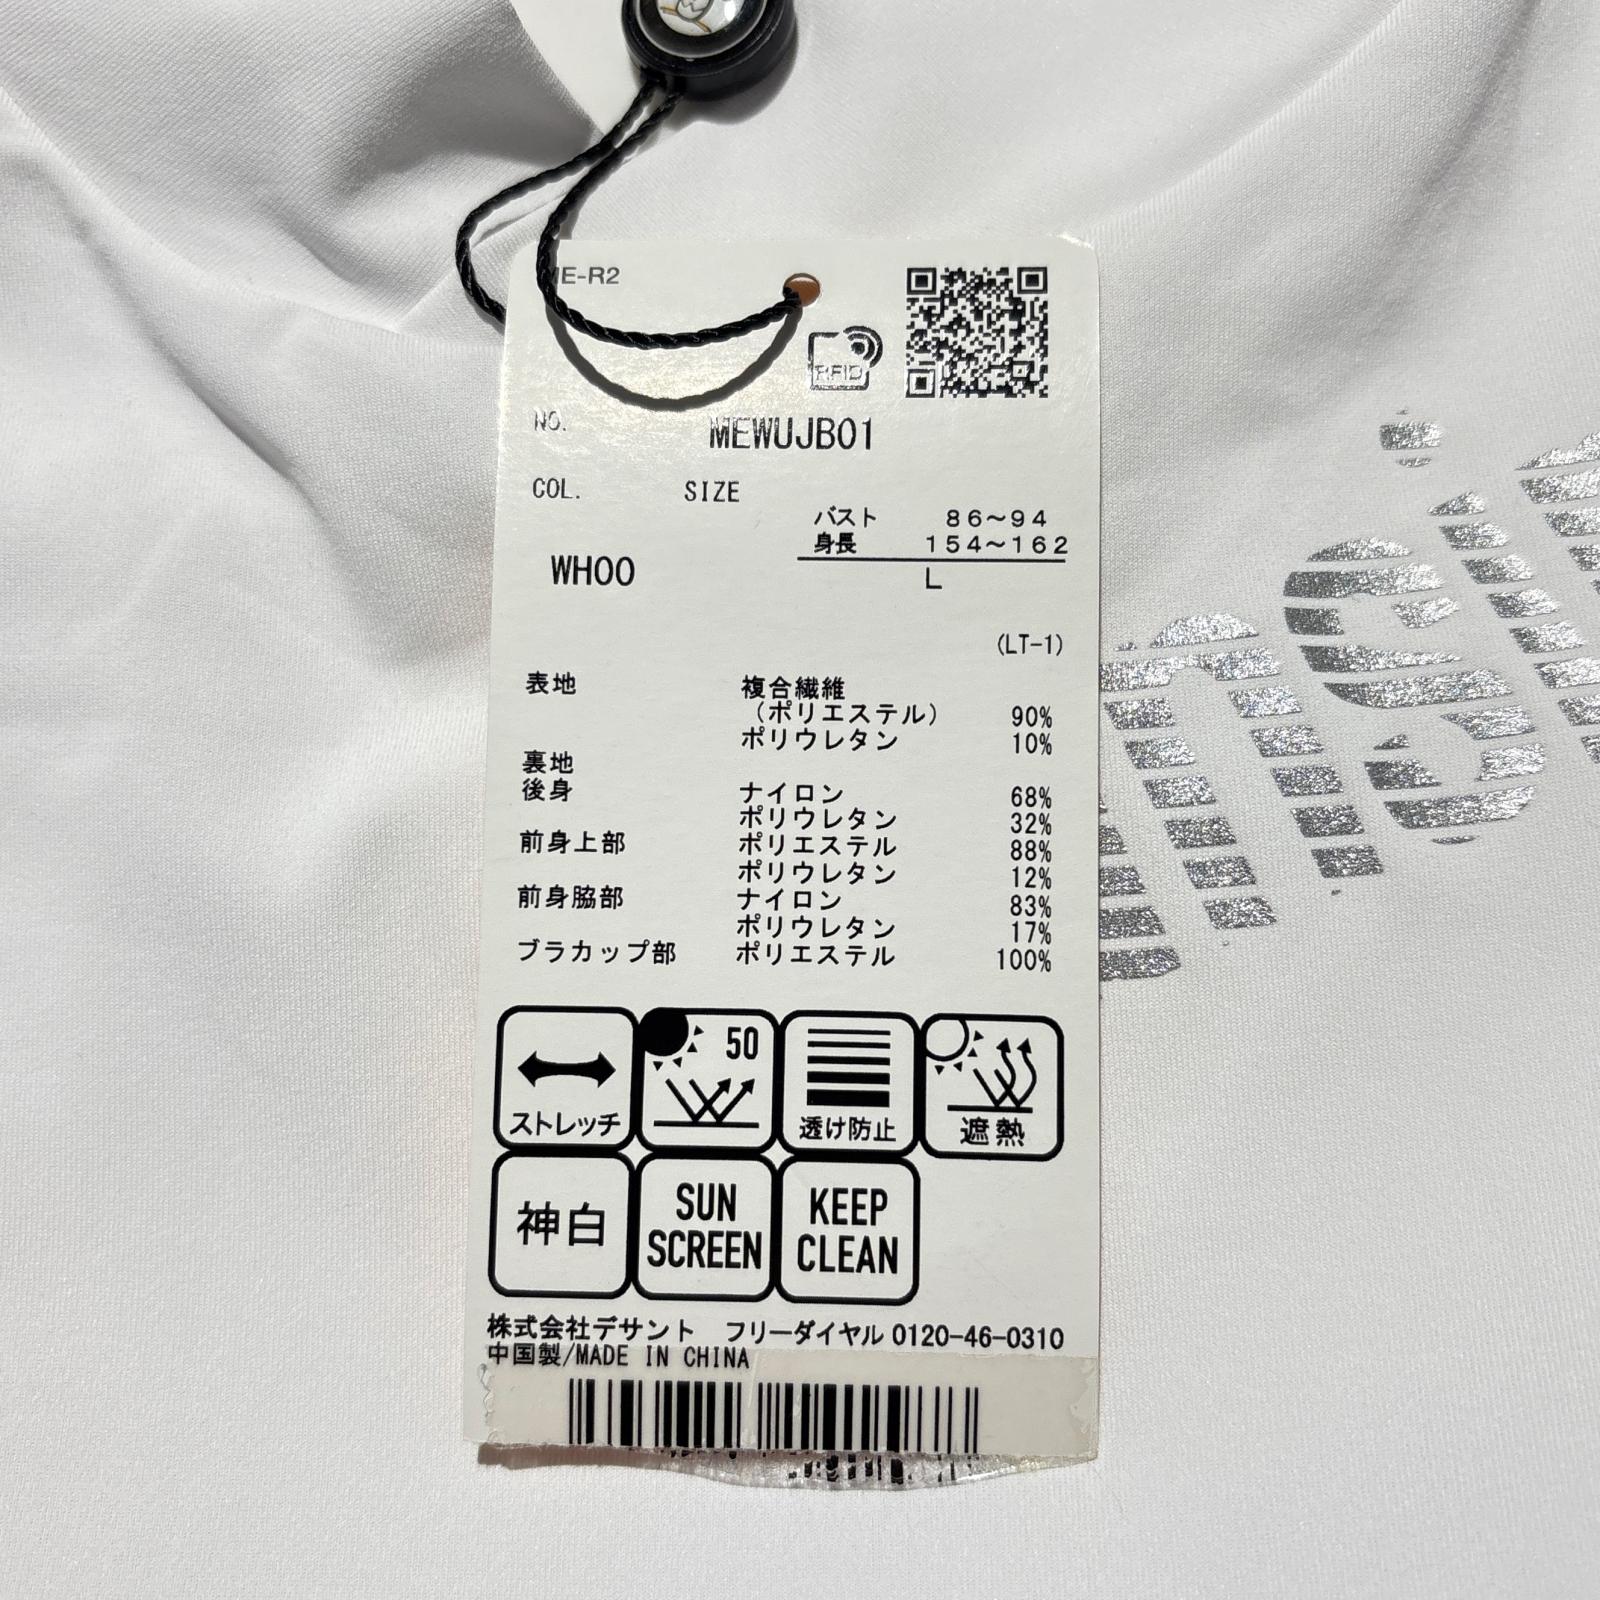 E-R2
RFID
NO. MEWUJB01
COL. SIZE
バスト 86～94
身長 154～162
WH00 L
(LT-1)
表地 複合繊維
(ポリエステル) 90%
ポリウレタン 10%
裏地
後身 ナイロン 68%
ポリウレタン 32%
前身上部 ポリエステル 88%
ポリウレタン 12%
前身脇部 ナイロン 83%
ポリウレタン 17%
ブラカップ部 ポリエステル 100%
50
ストレッチ 透け防止 遮熱
神白 SUN SCREEN KEEP CLEAN
株式会社デサント フリーダイヤル 0120-46-0310
中国製/MADE IN CHINA